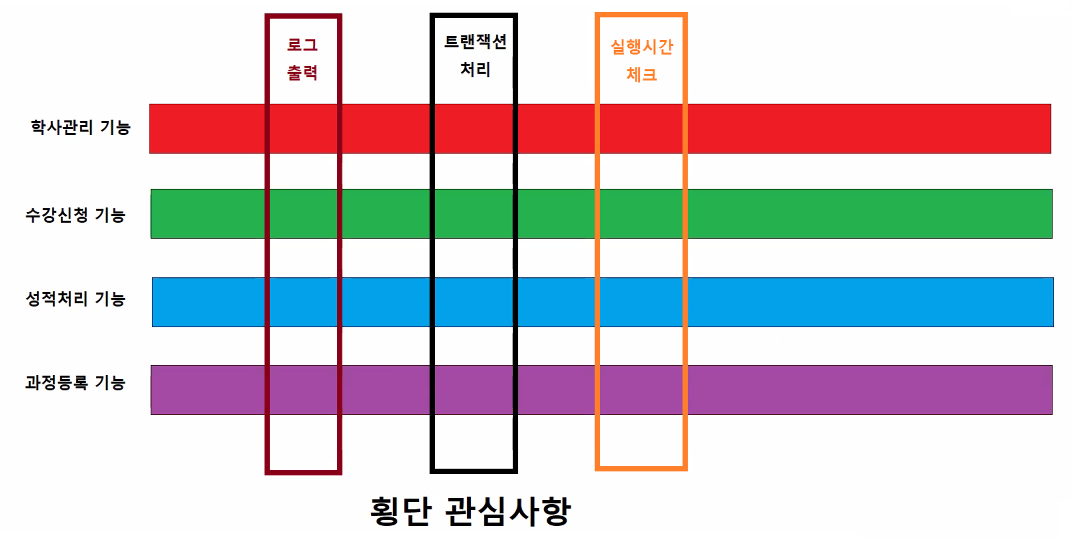 로그
출력
트랜잭션
처리
실행시간
체크
학사관리 기능
수강신청 기능
성적처리 기능
과정등록 기능
횡단 관심사항